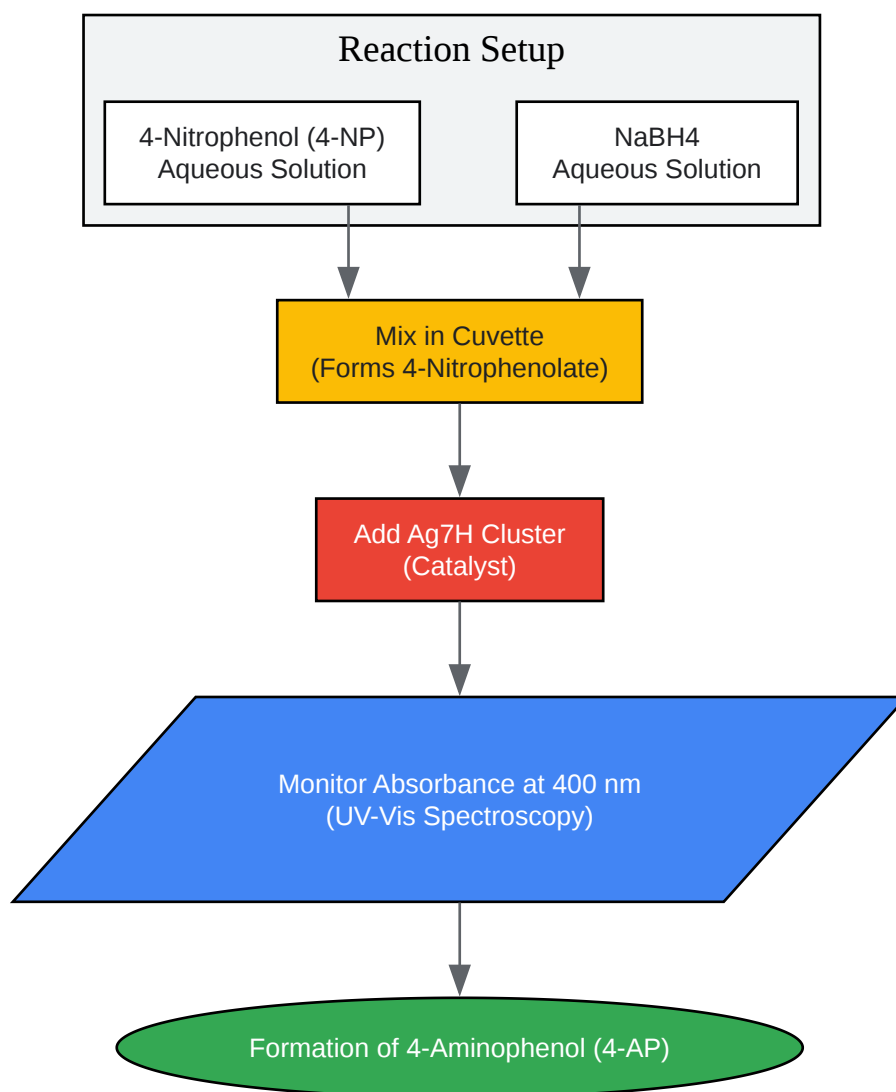 Reaction Setup
4-Nitrophenol (4-NP)
Aqueous Solution
NaBH4
Aqueous Solution
Mix in Cuvette
(Forms 4-Nitrophenolate)
Add Ag7H Cluster
(Catalyst)
Monitor Absorbance at 400 nm
(UV-Vis Spectroscopy)
Formation of 4-Aminophenol (4-AP)